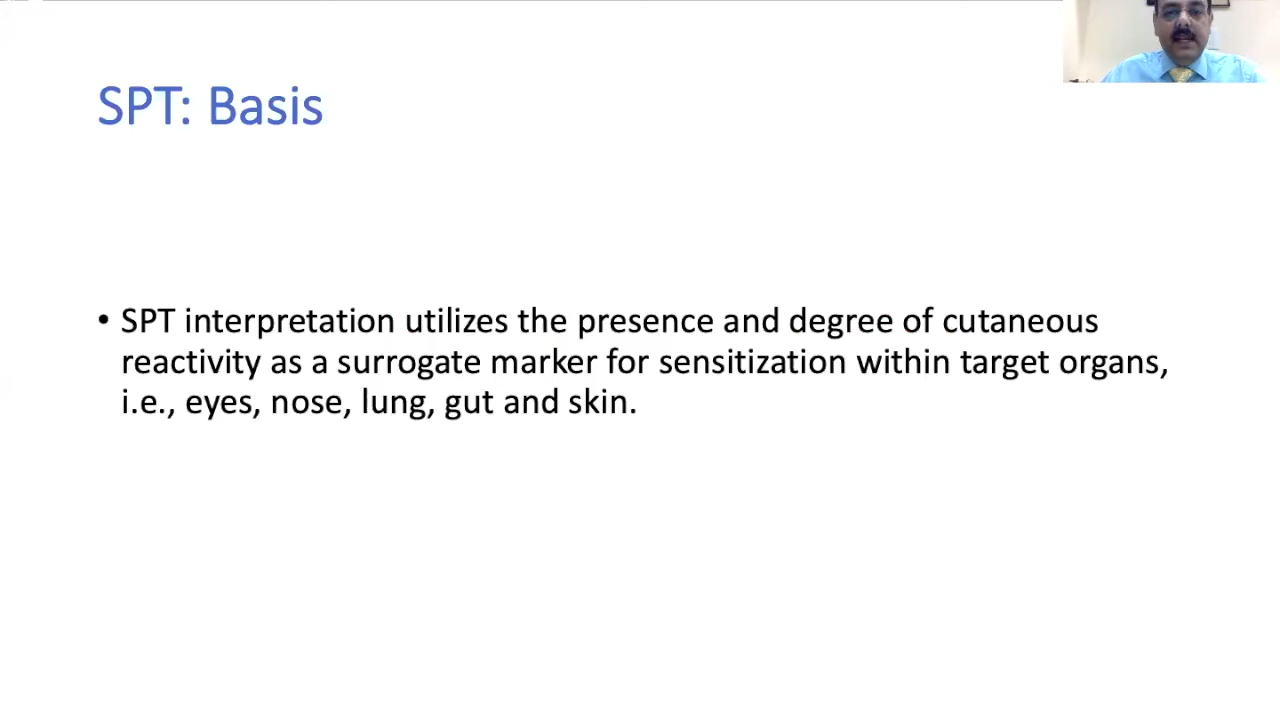 SPT: Basis
• SPT interpretation utilizes the presence and degree of cutaneous
reactivity as a surrogate marker for sensitization within target organs,
i.e., eyes, nose, lung, gut and skin.